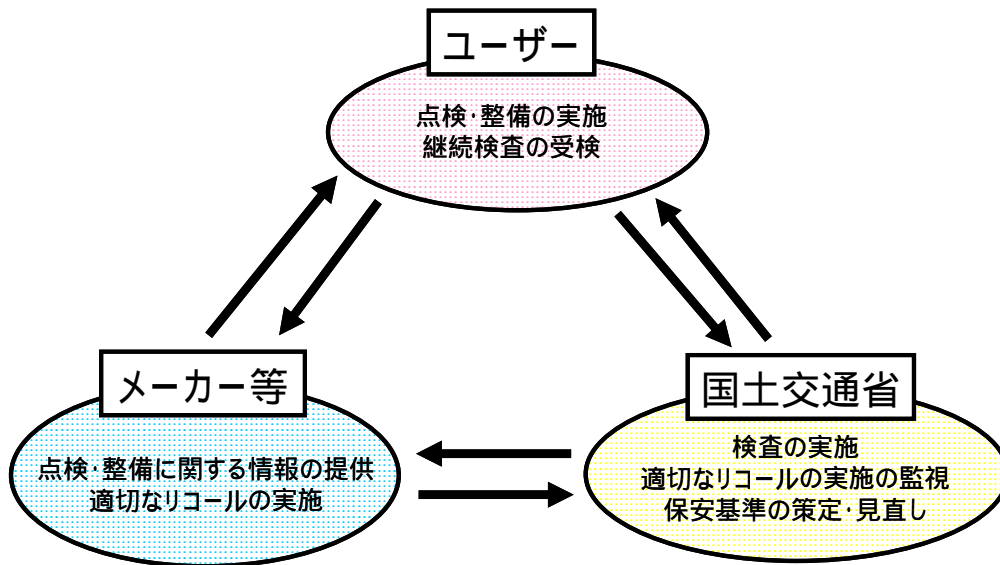 ユーザー
点検・整備の実施
継続検査の受検
メーカー等
点検・整備に関する情報の提供
適切なリコールの実施
国土交通省
検査の実施
適切なリコールの実施の監視
保安基準の策定・見直し